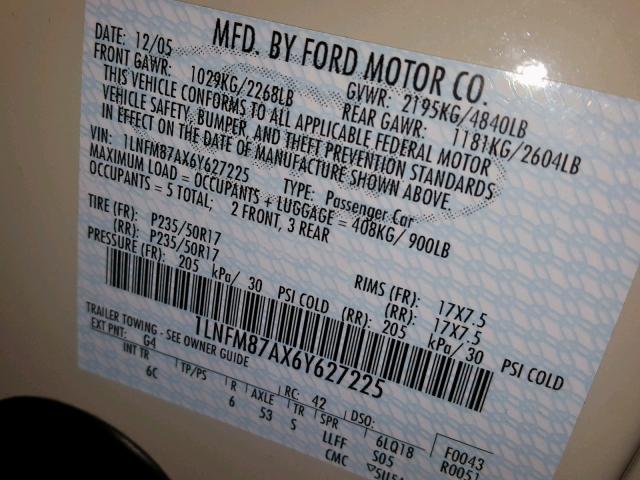 MFD. BY FORD MOTOR CO.
DATE: 12/05 GVWR: 2195KG/4840LB
FRONT GAWR: 1029KG/2268LB REAR GAWR: 1181KG/2604LB
THIS VEHICLE CONFORMS TO ALL APPLICABLE FEDERAL MOTOR
VEHICLE SAFETY, BUMPER, AND THEFT PREVENTION STANDARDS
IN EFFECT ON THE DATE OF MANUFACTURE SHOWN ABOVE.
VIN: 1LNFM87AX6Y627225 TYPE: Passenger Car
MAXIMUM LOAD = OCCUPANTS + LUGGAGE = 408KG/ 900LB
OCCUPANTS = 5 TOTAL; 2 FRONT, 3 REAR
TIRE (FR): P235/50R17 RIMS (FR): 17X7.5
(RR): P235/50R17 (RR): 17X7.5
PRESSURE (FR): 205 kPa/ 30 PSI COLD (RR): 205 kPa/ 30 PSI COLD
1LNFM87AX6Y627225
TRAILER TOWING - SEE OWNER GUIDE
EXT PNT: G4 RC: 42 DSO: F0043
INT TR TP/PS R AXLE TR SPR 6LQ18 R0051
6C 6 53 S LLFF S05
CMC